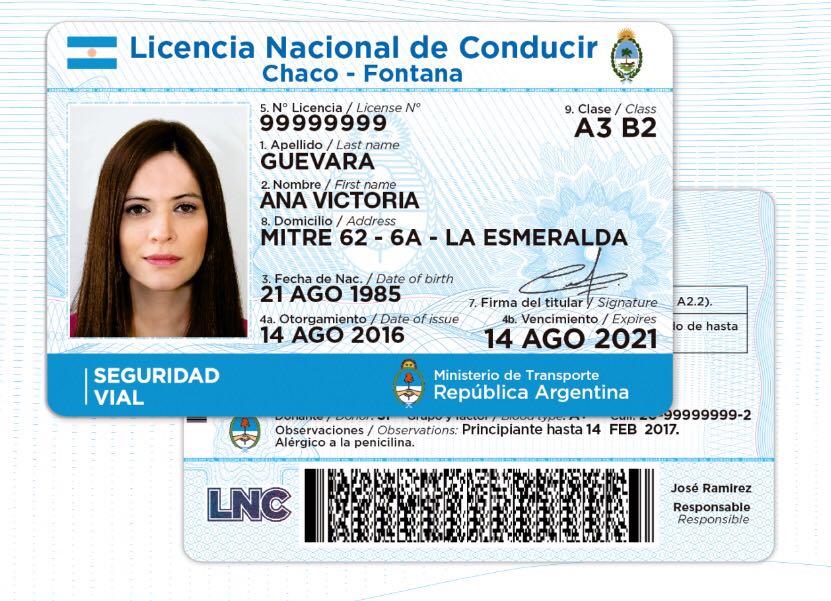 Licencia Nacional de Conducir
Chaco - Fontana
5. N° Licencia / License N°
99999999
9. Clase / Class
A3 B2
1. Apellido / Last name
GUEVARA
2. Nombre / First name
ANA VICTORIA
8. Domicilio / Address
MITRE 62 - 6A - LA ESMERALDA
3. Fecha de Nac. / Date of birth
21 AGO 1985
7. Firma del titular / Signature
4a. Otorgamiento / Date of issue
14 AGO 2016
4b. Vencimiento / Expires
14 AGO 2021
SEGURIDAD
VIAL
Ministerio de Transporte
República Argentina
A2.2).
lo de hasta
Donante / Donor: SI Grupo y factor / Blood type: A+ Cuil: 20-99999999-2
Observaciones / Observations: Principiante hasta 14 FEB 2017.
Alérgico a la penicilina.
LNC
José Ramirez
Responsable
Responsible